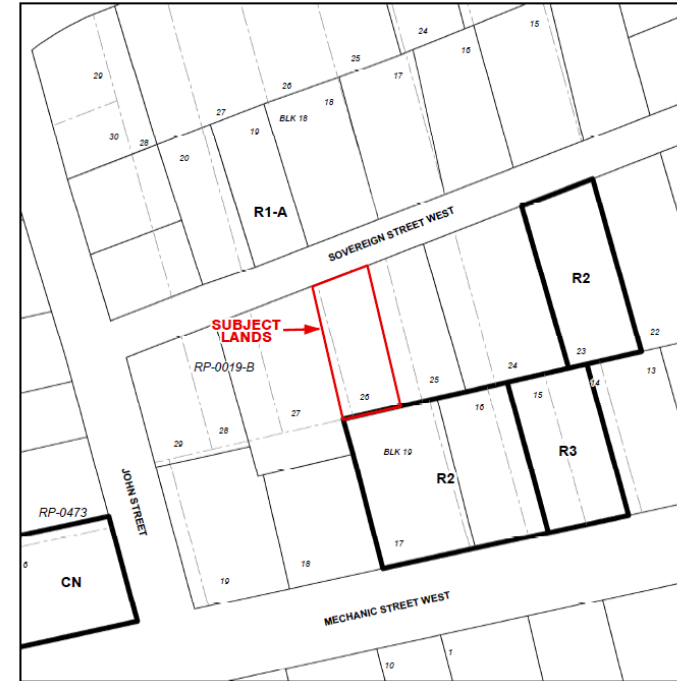 15
24
16
29
25
17
26
18
27
BLK 18
19
30
28
20
R1-A
SOVEREIGN STREET WEST
R2
SUBJECT
LANDS
22
23
RP-0019-B
24
13
25
14
26
15
16
27
28
29
BLK 19
R3
R2
JOHN STREET
RP-0473
17
18
6
CN
19
MECHANIC STREET WEST
1
10